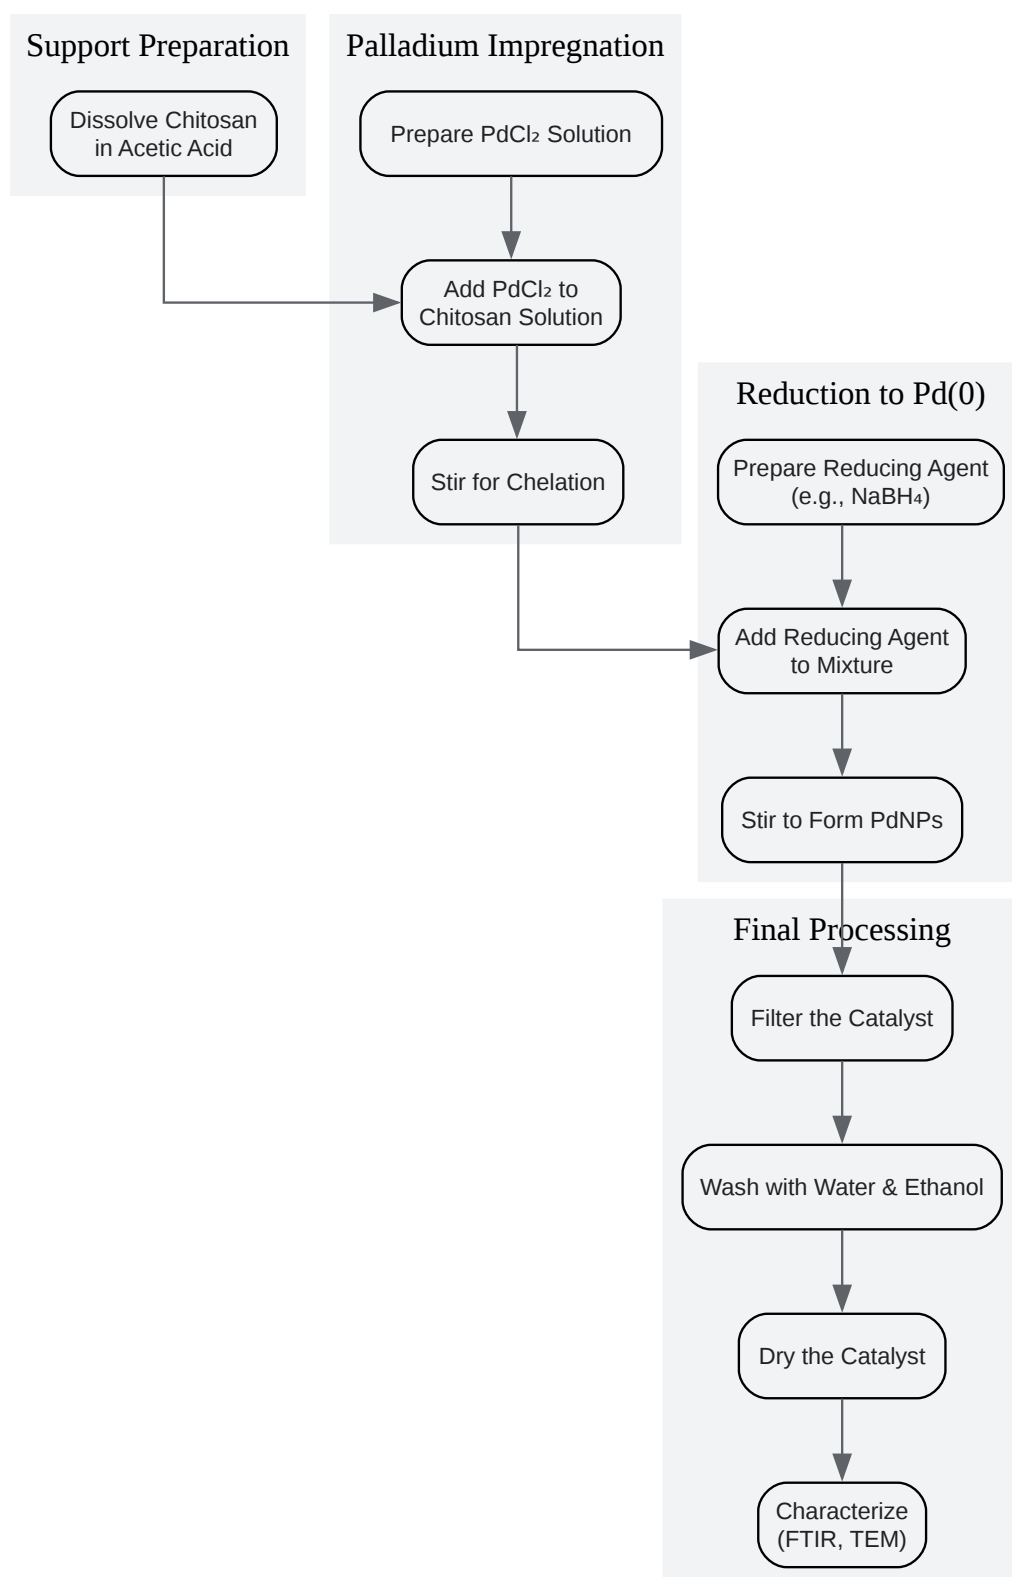 Support Preparation
Dissolve Chitosan
in Acetic Acid
Palladium Impregnation
Prepare PdCl₂ Solution
Add PdCl₂ to
Chitosan Solution
Stir for Chelation
Reduction to Pd(0)
Prepare Reducing Agent
(e.g., NaBH₄)
Add Reducing Agent
to Mixture
Stir to Form PdNPs
Final Processing
Filter the Catalyst
Wash with Water & Ethanol
Dry the Catalyst
Characterize
(FTIR, TEM)